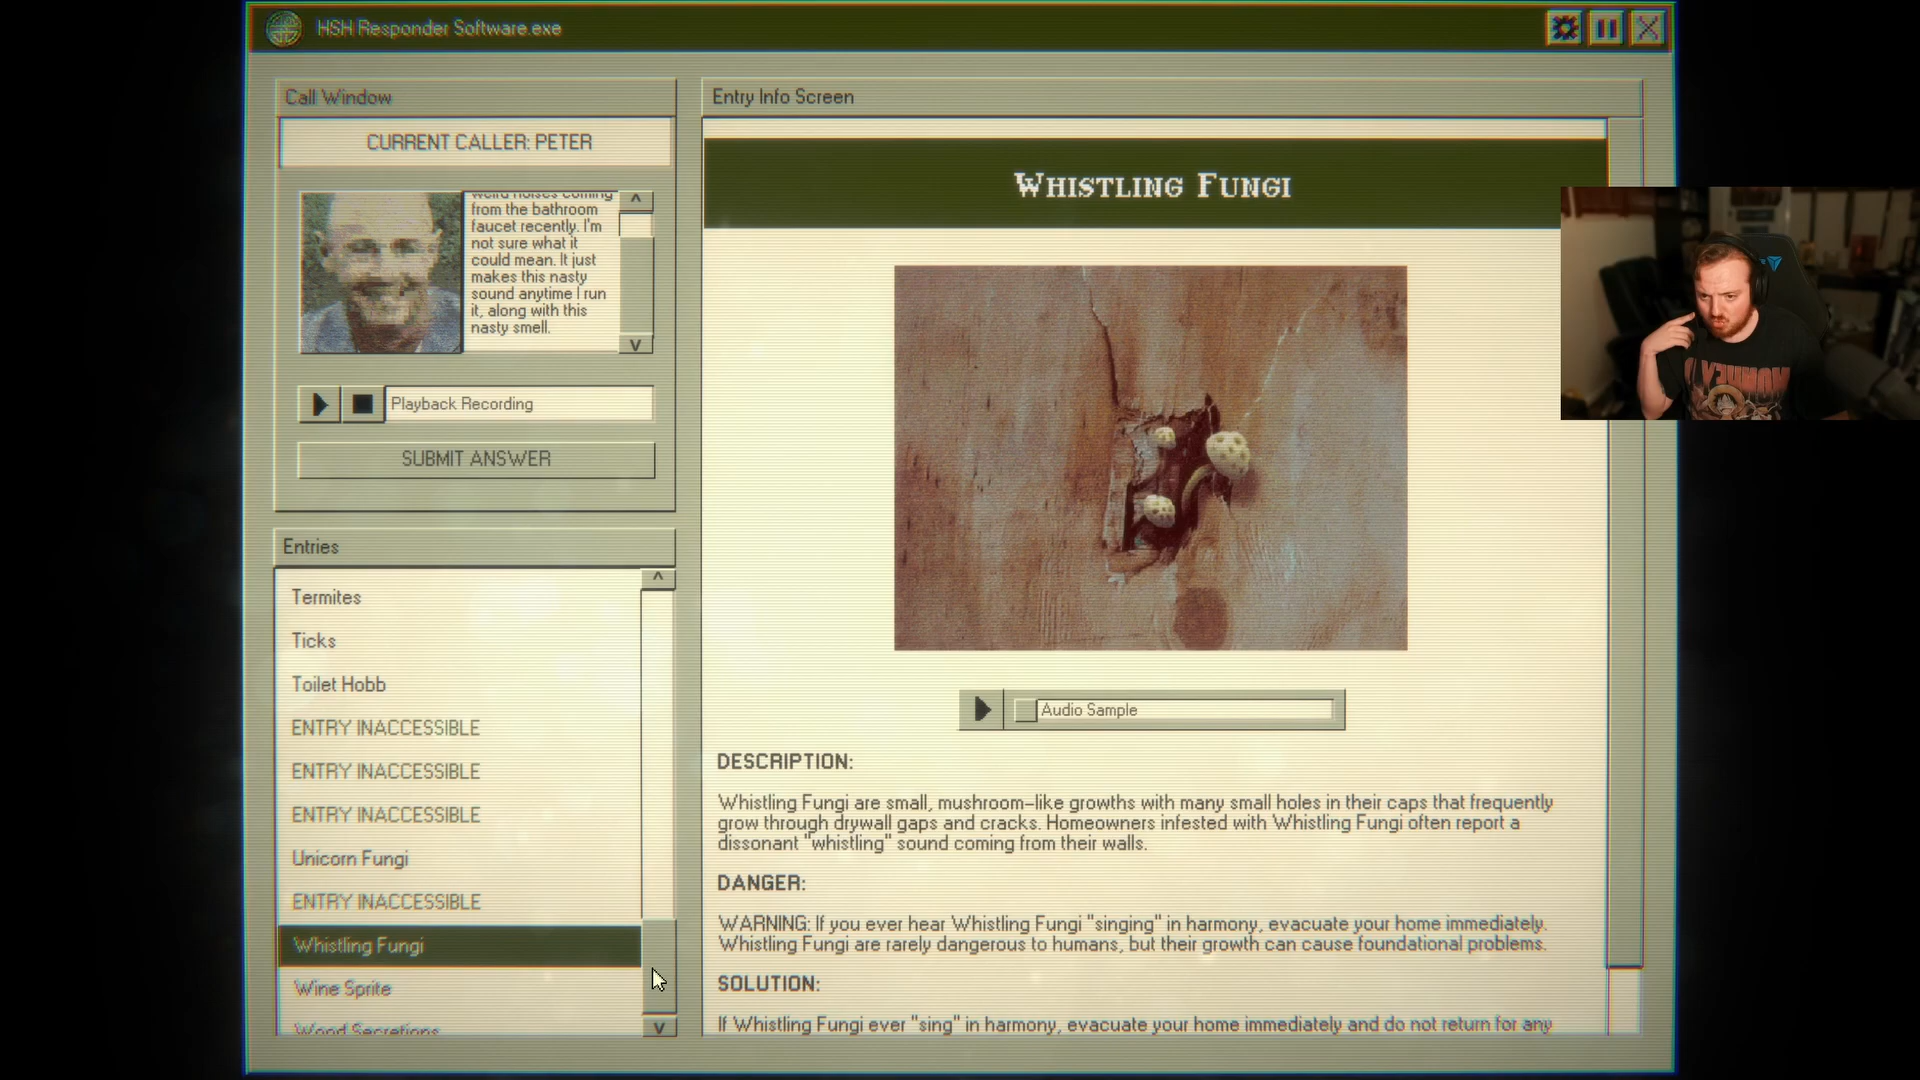 HSH Responder Software.exe
Call Window
CURRENT CALLER: PETER
weird noises coming
from the bathroom
faucet recently. I'm
not sure what it
could mean. It just
makes this nasty
sound anytime I run
it, along with this
nasty smell.
Playback Recording
SUBMIT ANSWER
Entries
Termites
Ticks
Toilet Hobb
ENTRY INACCESSIBLE
ENTRY INACCESSIBLE
ENTRY INACCESSIBLE
Unicorn Fungi
ENTRY INACCESSIBLE
Whistling Fungi
Wine Sprite
Wood Secretions
Entry Info Screen
WHISTLING FUNGI
Audio Sample
DESCRIPTION:
Whistling Fungi are small, mushroom-like growths with many small holes in their caps that frequently
grow through drywall gaps and cracks. Homeowners infested with Whistling Fungi often report a
dissonant "whistling" sound coming from their walls.
DANGER:
WARNING: If you ever hear Whistling Fungi "singing" in harmony, evacuate your home immediately.
Whistling Fungi are rarely dangerous to humans, but their growth can cause foundational problems.
SOLUTION:
If Whistling Fungi ever "sing" in harmony, evacuate your home immediately and do not return for any